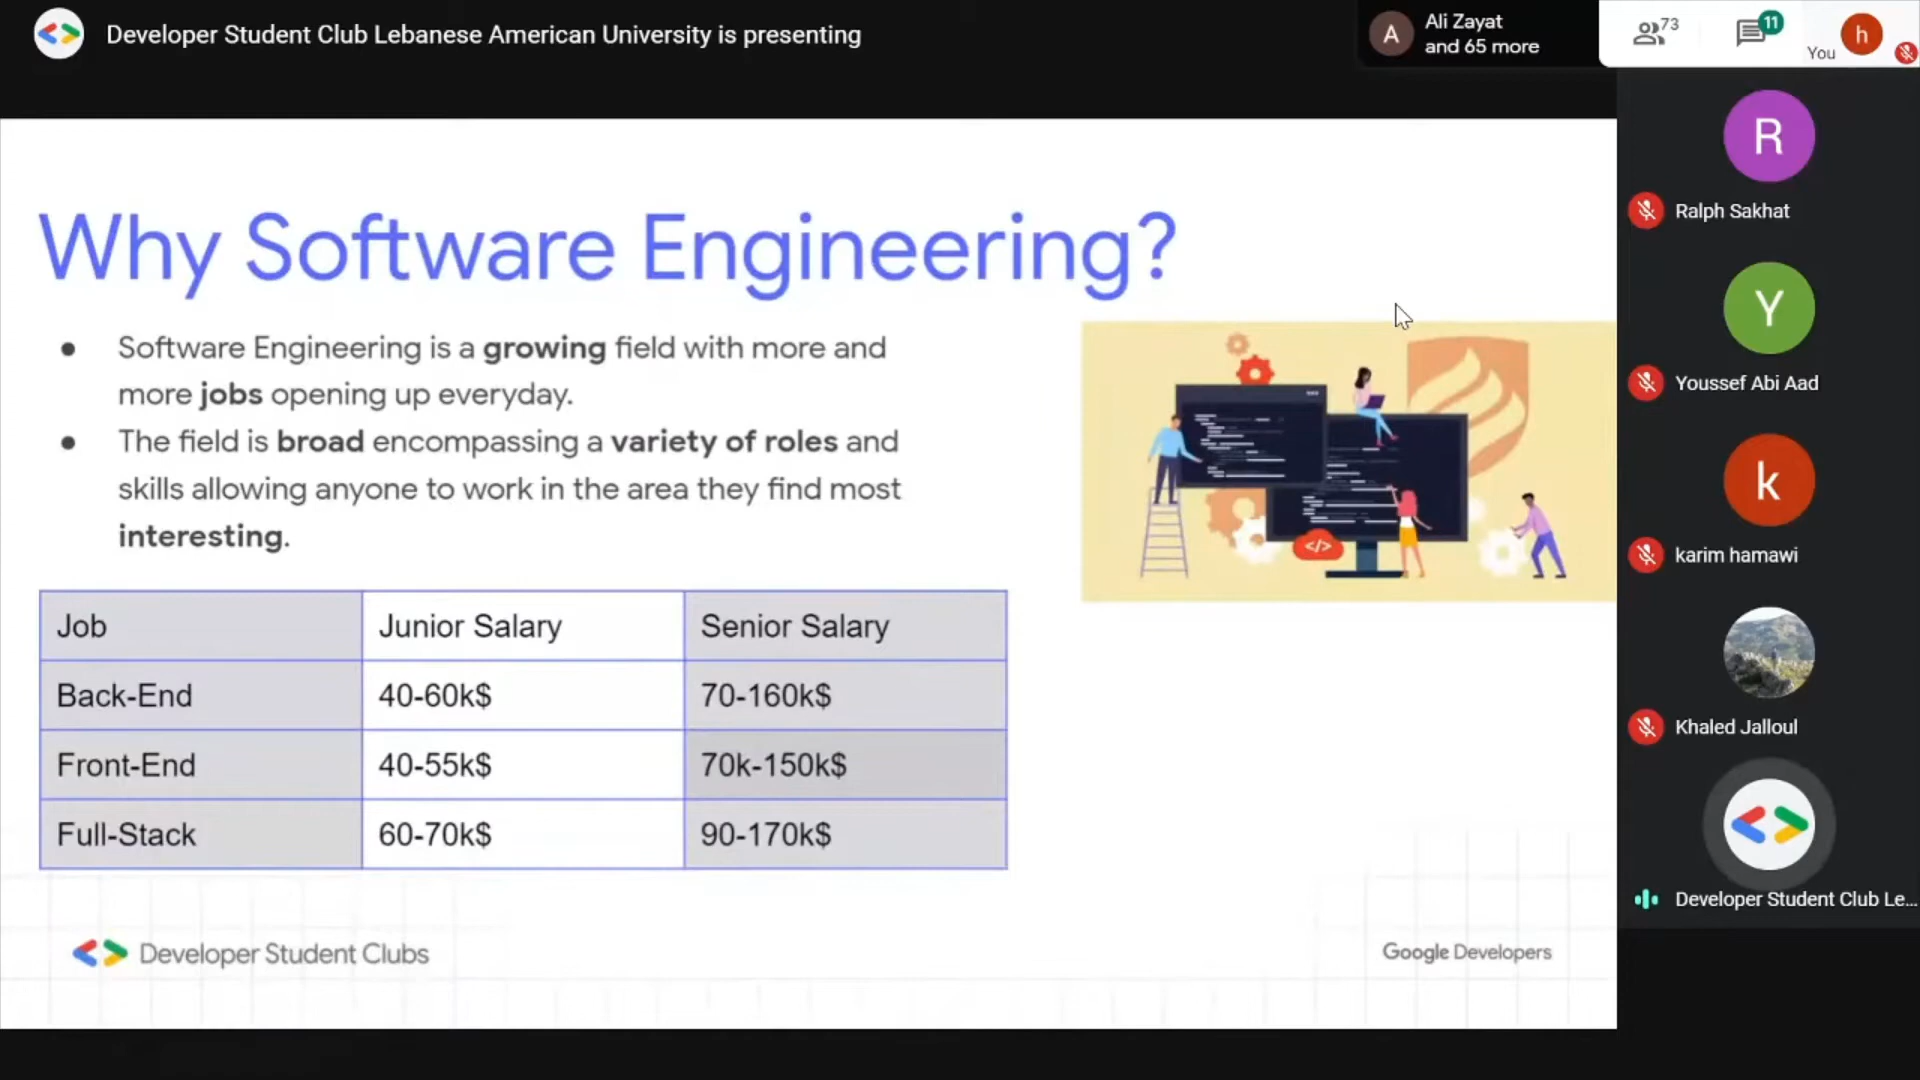 Developer Student Club Lebanese American University is presenting
A
Ali Zayat
and 65 more
73
11
You
h
Why Software Engineering?
● Software Engineering is a growing field with more and
more jobs opening up everyday.
● The field is broad encompassing a variety of roles and
skills allowing anyone to work in the area they find most
interesting.
</>
Job Junior Salary Senior Salary
Back-End 40-60k$ 70-160k$
Front-End 40-55k$ 70k-150k$
Full-Stack 60-70k$ 90-170k$
Developer Student Clubs
Google Developers
R
Ralph Sakhat
Y
Youssef Abi Aad
k
karim hamawi
Khaled Jalloul
Developer Student Club Le...